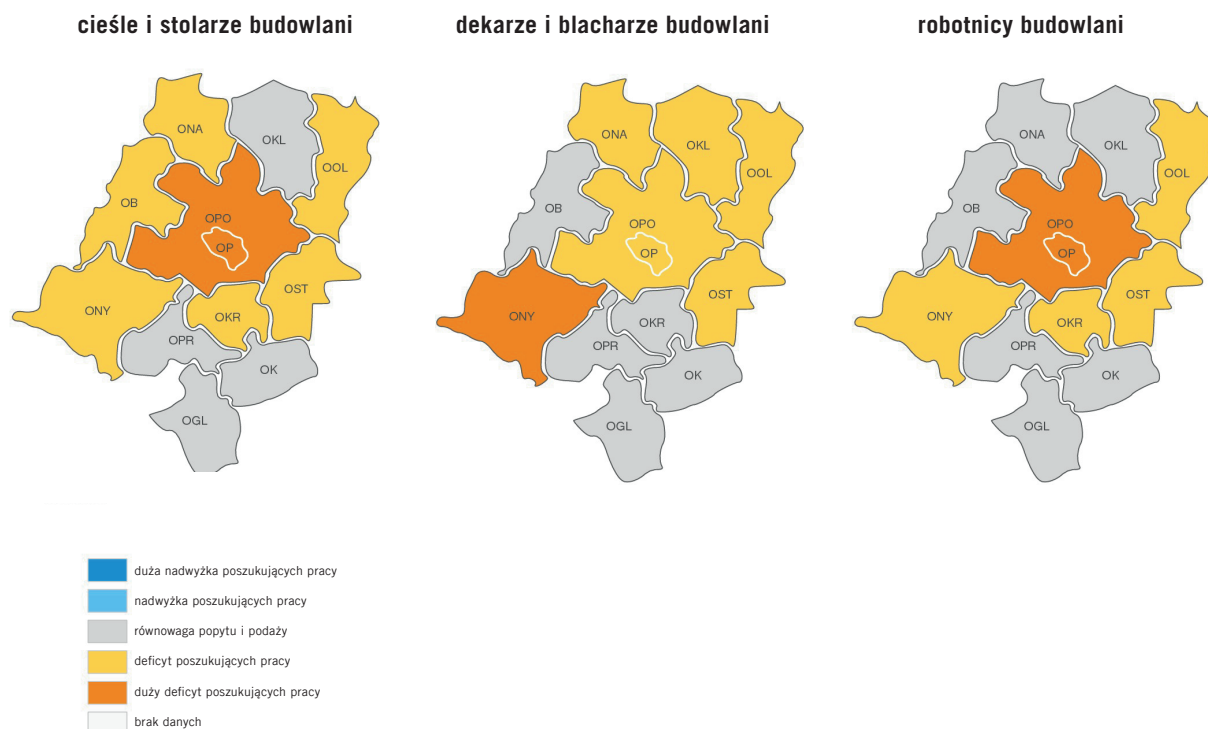 cieśle i stolarze budowlani
dekarze i blacharze budowlani
robotnicy budowlani
ONA
OKL
OOL
OB
OPO
OP
OST
ONY
OKR
OPR
OK
OGL
ONA
OKL
OOL
OB
OPO
OP
OST
ONY
OKR
OPR
OK
OGL
ONA
OKL
OOL
OB
OPO
OP
OST
ONY
OKR
OPR
OK
OGL
duża nadwyżka poszukujących pracy
nadwyżka poszukujących pracy
równowaga popytu i podaży
deficyt poszukujących pracy
duży deficyt poszukujących pracy
brak danych